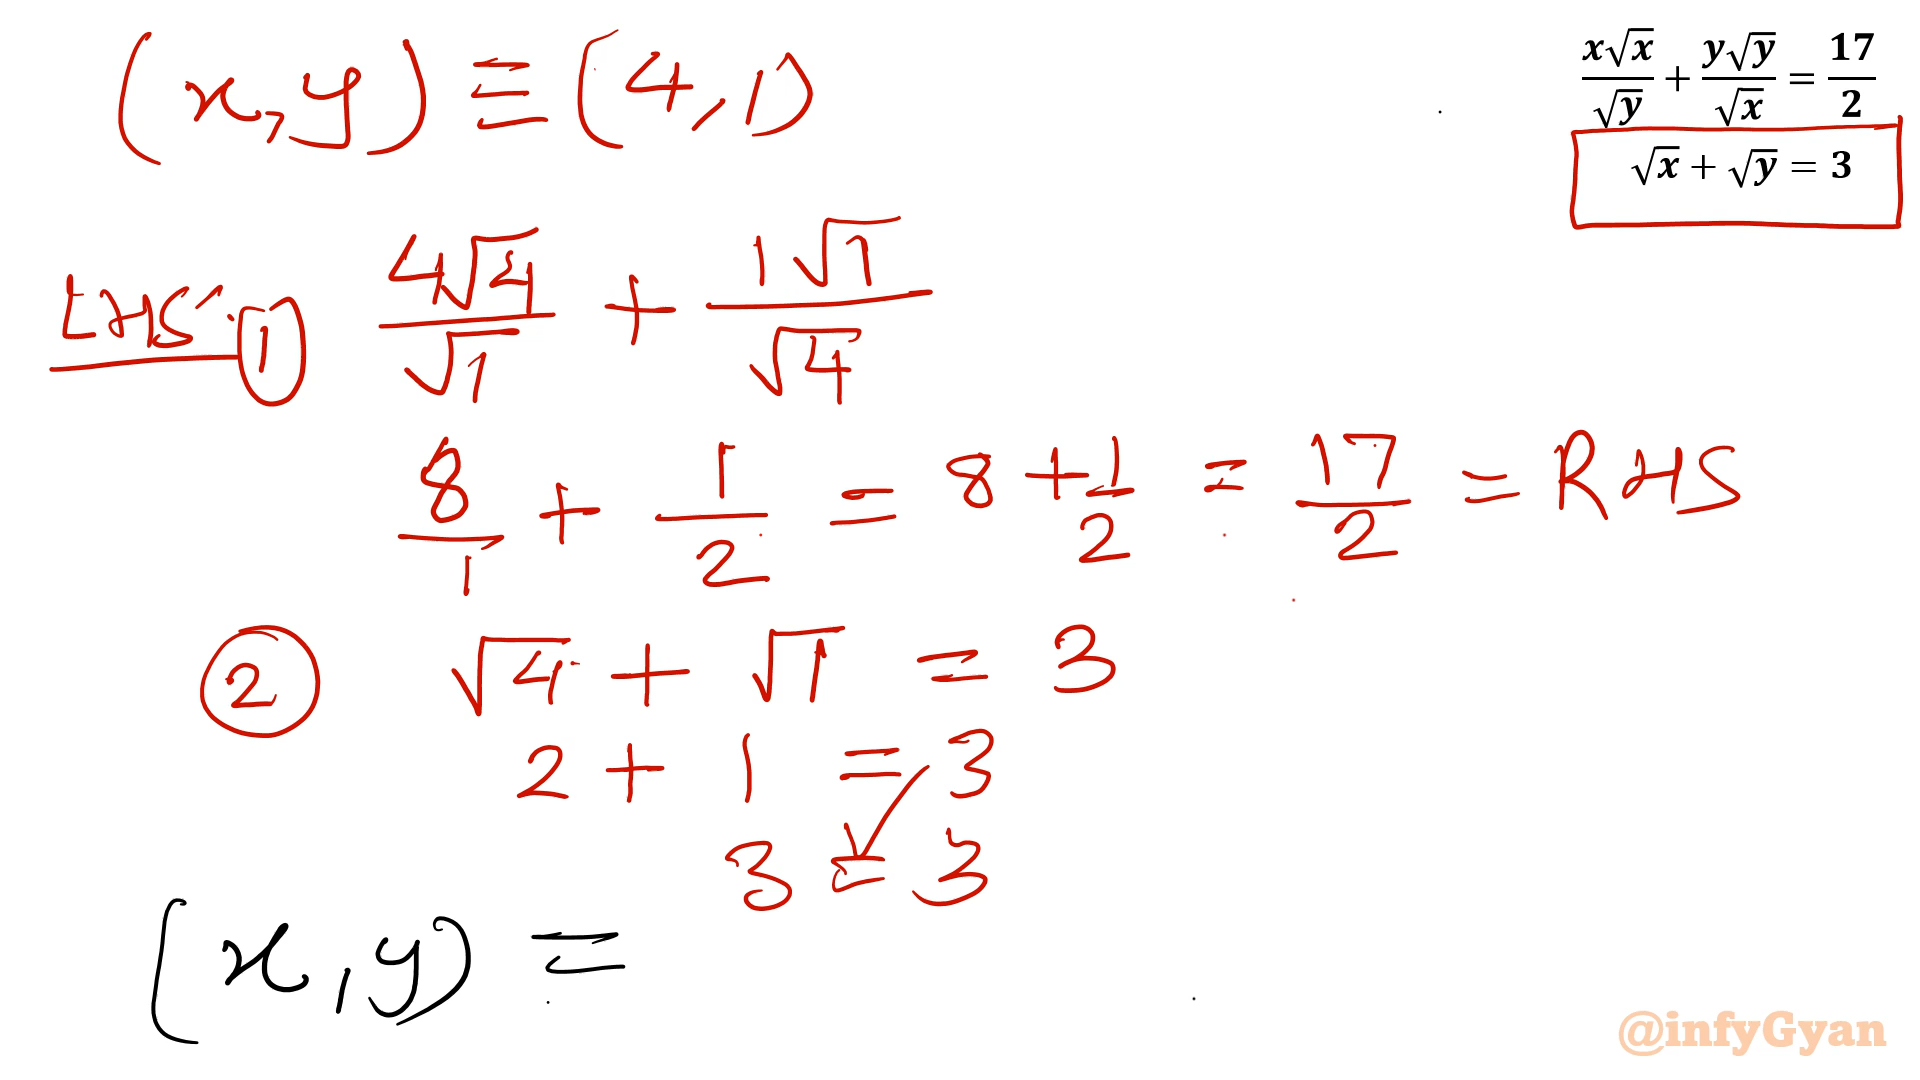 (x,y) ≡ (4,1)
x√x/√y + y√y/√x = 17/2
√x + √y = 3
LHS ① 4√4/√1 + 1√1/√4
8/1 + 1/2 = 8 + 1/2 = 17/2 = RHS
② √4 + √1 = 3
2 + 1 = 3
3 = 3
(x,y) =
@infyGyan